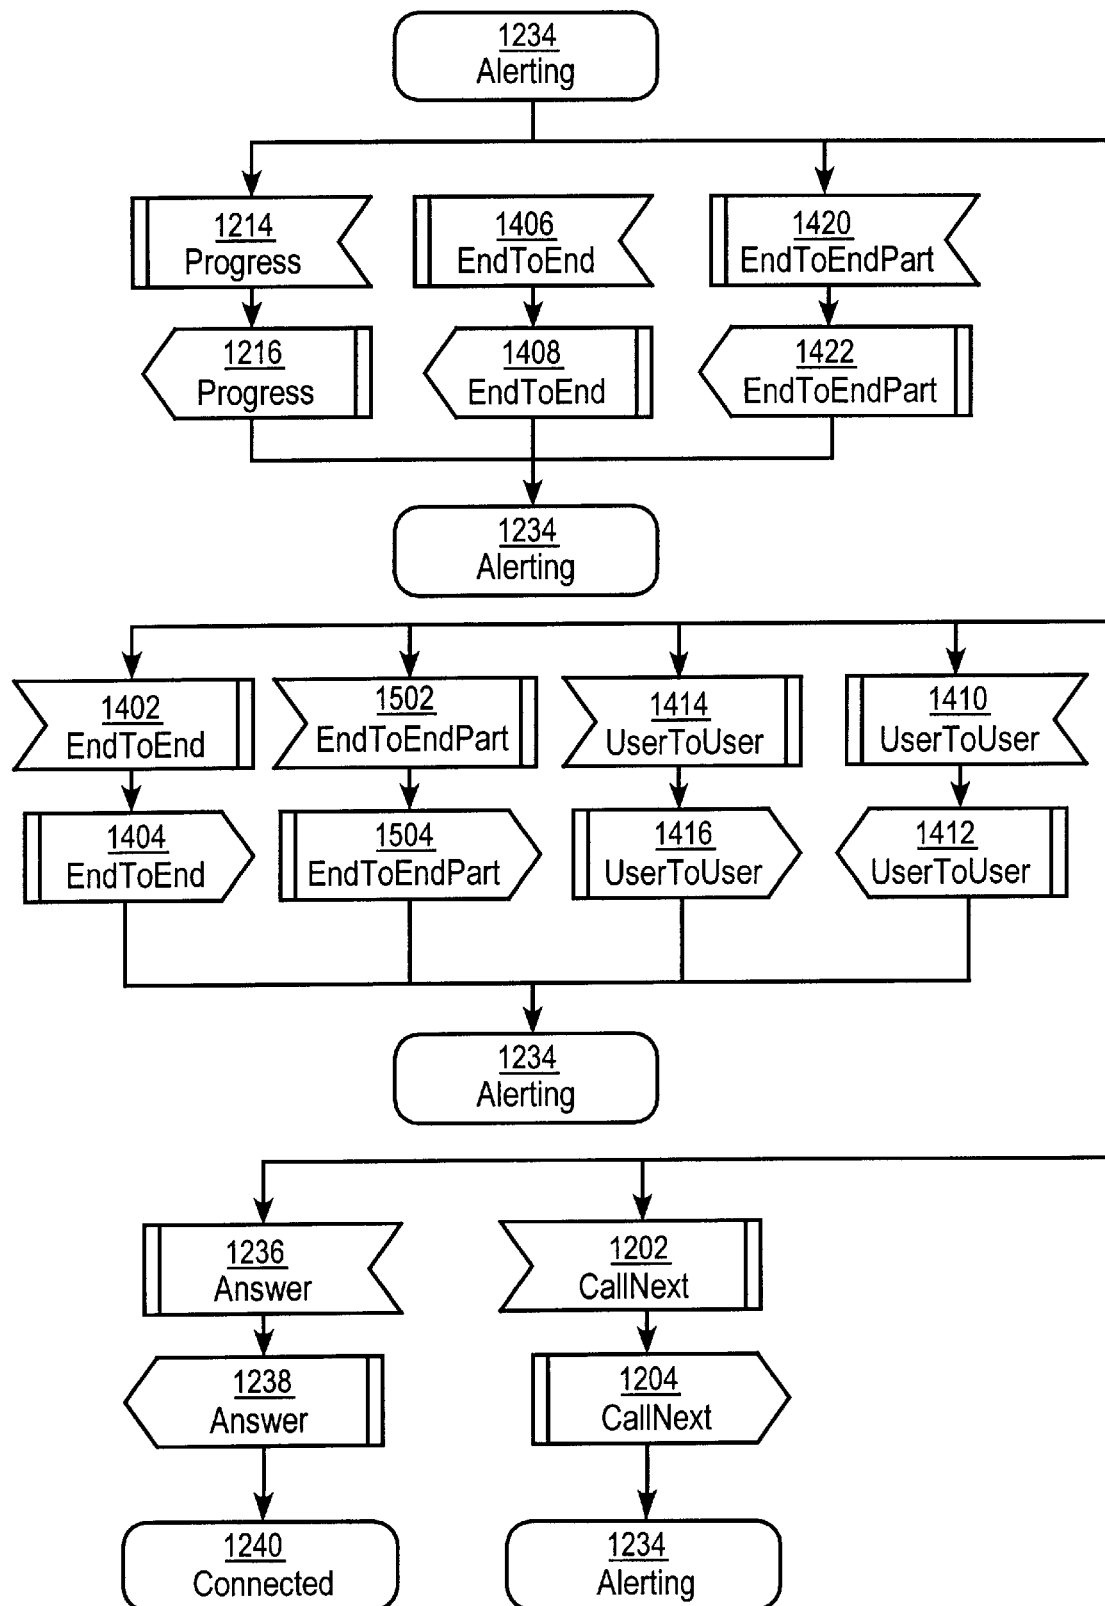 1234
Alerting
1214
Progress
1406
EndToEnd
1420
EndToEndPart
1216
Progress
1408
EndToEnd
1422
EndToEndPart
1234
Alerting
1402
EndToEnd
1502
EndToEndPart
1414
UserToUser
1410
UserToUser
1404
EndToEnd
1504
EndToEndPart
1416
UserToUser
1412
UserToUser
1234
Alerting
1236
Answer
1202
CallNext
1238
Answer
1204
CallNext
1240
Connected
1234
Alerting